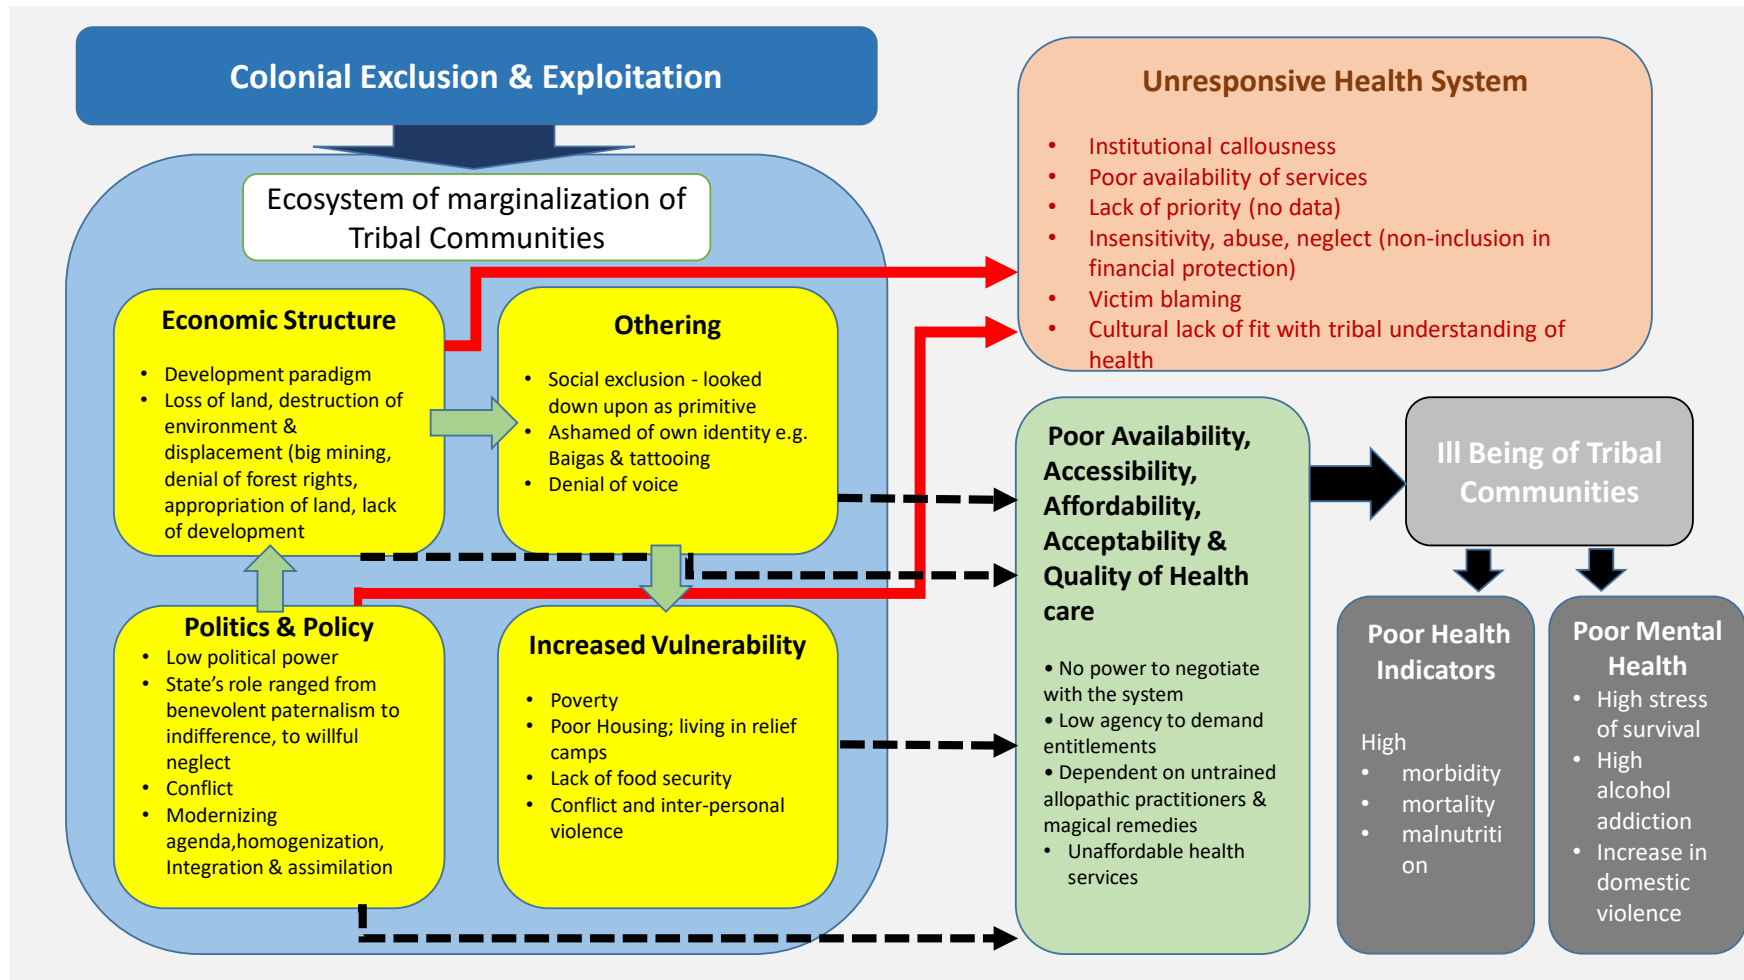 Colonial Exclusion & Exploitation
Ecosystem of marginalization of
Tribal Communities
Economic Structure
• Development paradigm
• Loss of land, destruction of
environment &
displacement (big mining,
denial of forest rights,
appropriation of land, lack
of development
Othering
• Social exclusion - looked
down upon as primitive
• Ashamed of own identity e.g.
Baigas & tattooing
• Denial of voice
Politics & Policy
• Low political power
• State’s role ranged from
benevolent paternalism to
indifference, to willful
neglect
• Conflict
• Modernizing
agenda,homogenization,
Integration & assimilation
Increased Vulnerability
• Poverty
• Poor Housing; living in relief
camps
• Lack of food security
• Conflict and inter-personal
violence
Unresponsive Health System
• Institutional callousness
• Poor availability of services
• Lack of priority (no data)
• Insensitivity, abuse, neglect (non-inclusion in
financial protection)
• Victim blaming
• Cultural lack of fit with tribal understanding of
health
Poor Availability,
Accessibility,
Affordability,
Acceptability &
Quality of Health
care
• No power to negotiate
with the system
• Low agency to demand
entitlements
• Dependent on untrained
allopathic practitioners &
magical remedies
• Unaffordable health
services
Ill Being of Tribal
Communities
Poor Health
Indicators
High
• morbidity
• mortality
• malnutriti
on
Poor Mental
Health
• High stress
of survival
• High
alcohol
addiction
• Increase in
domestic
violence